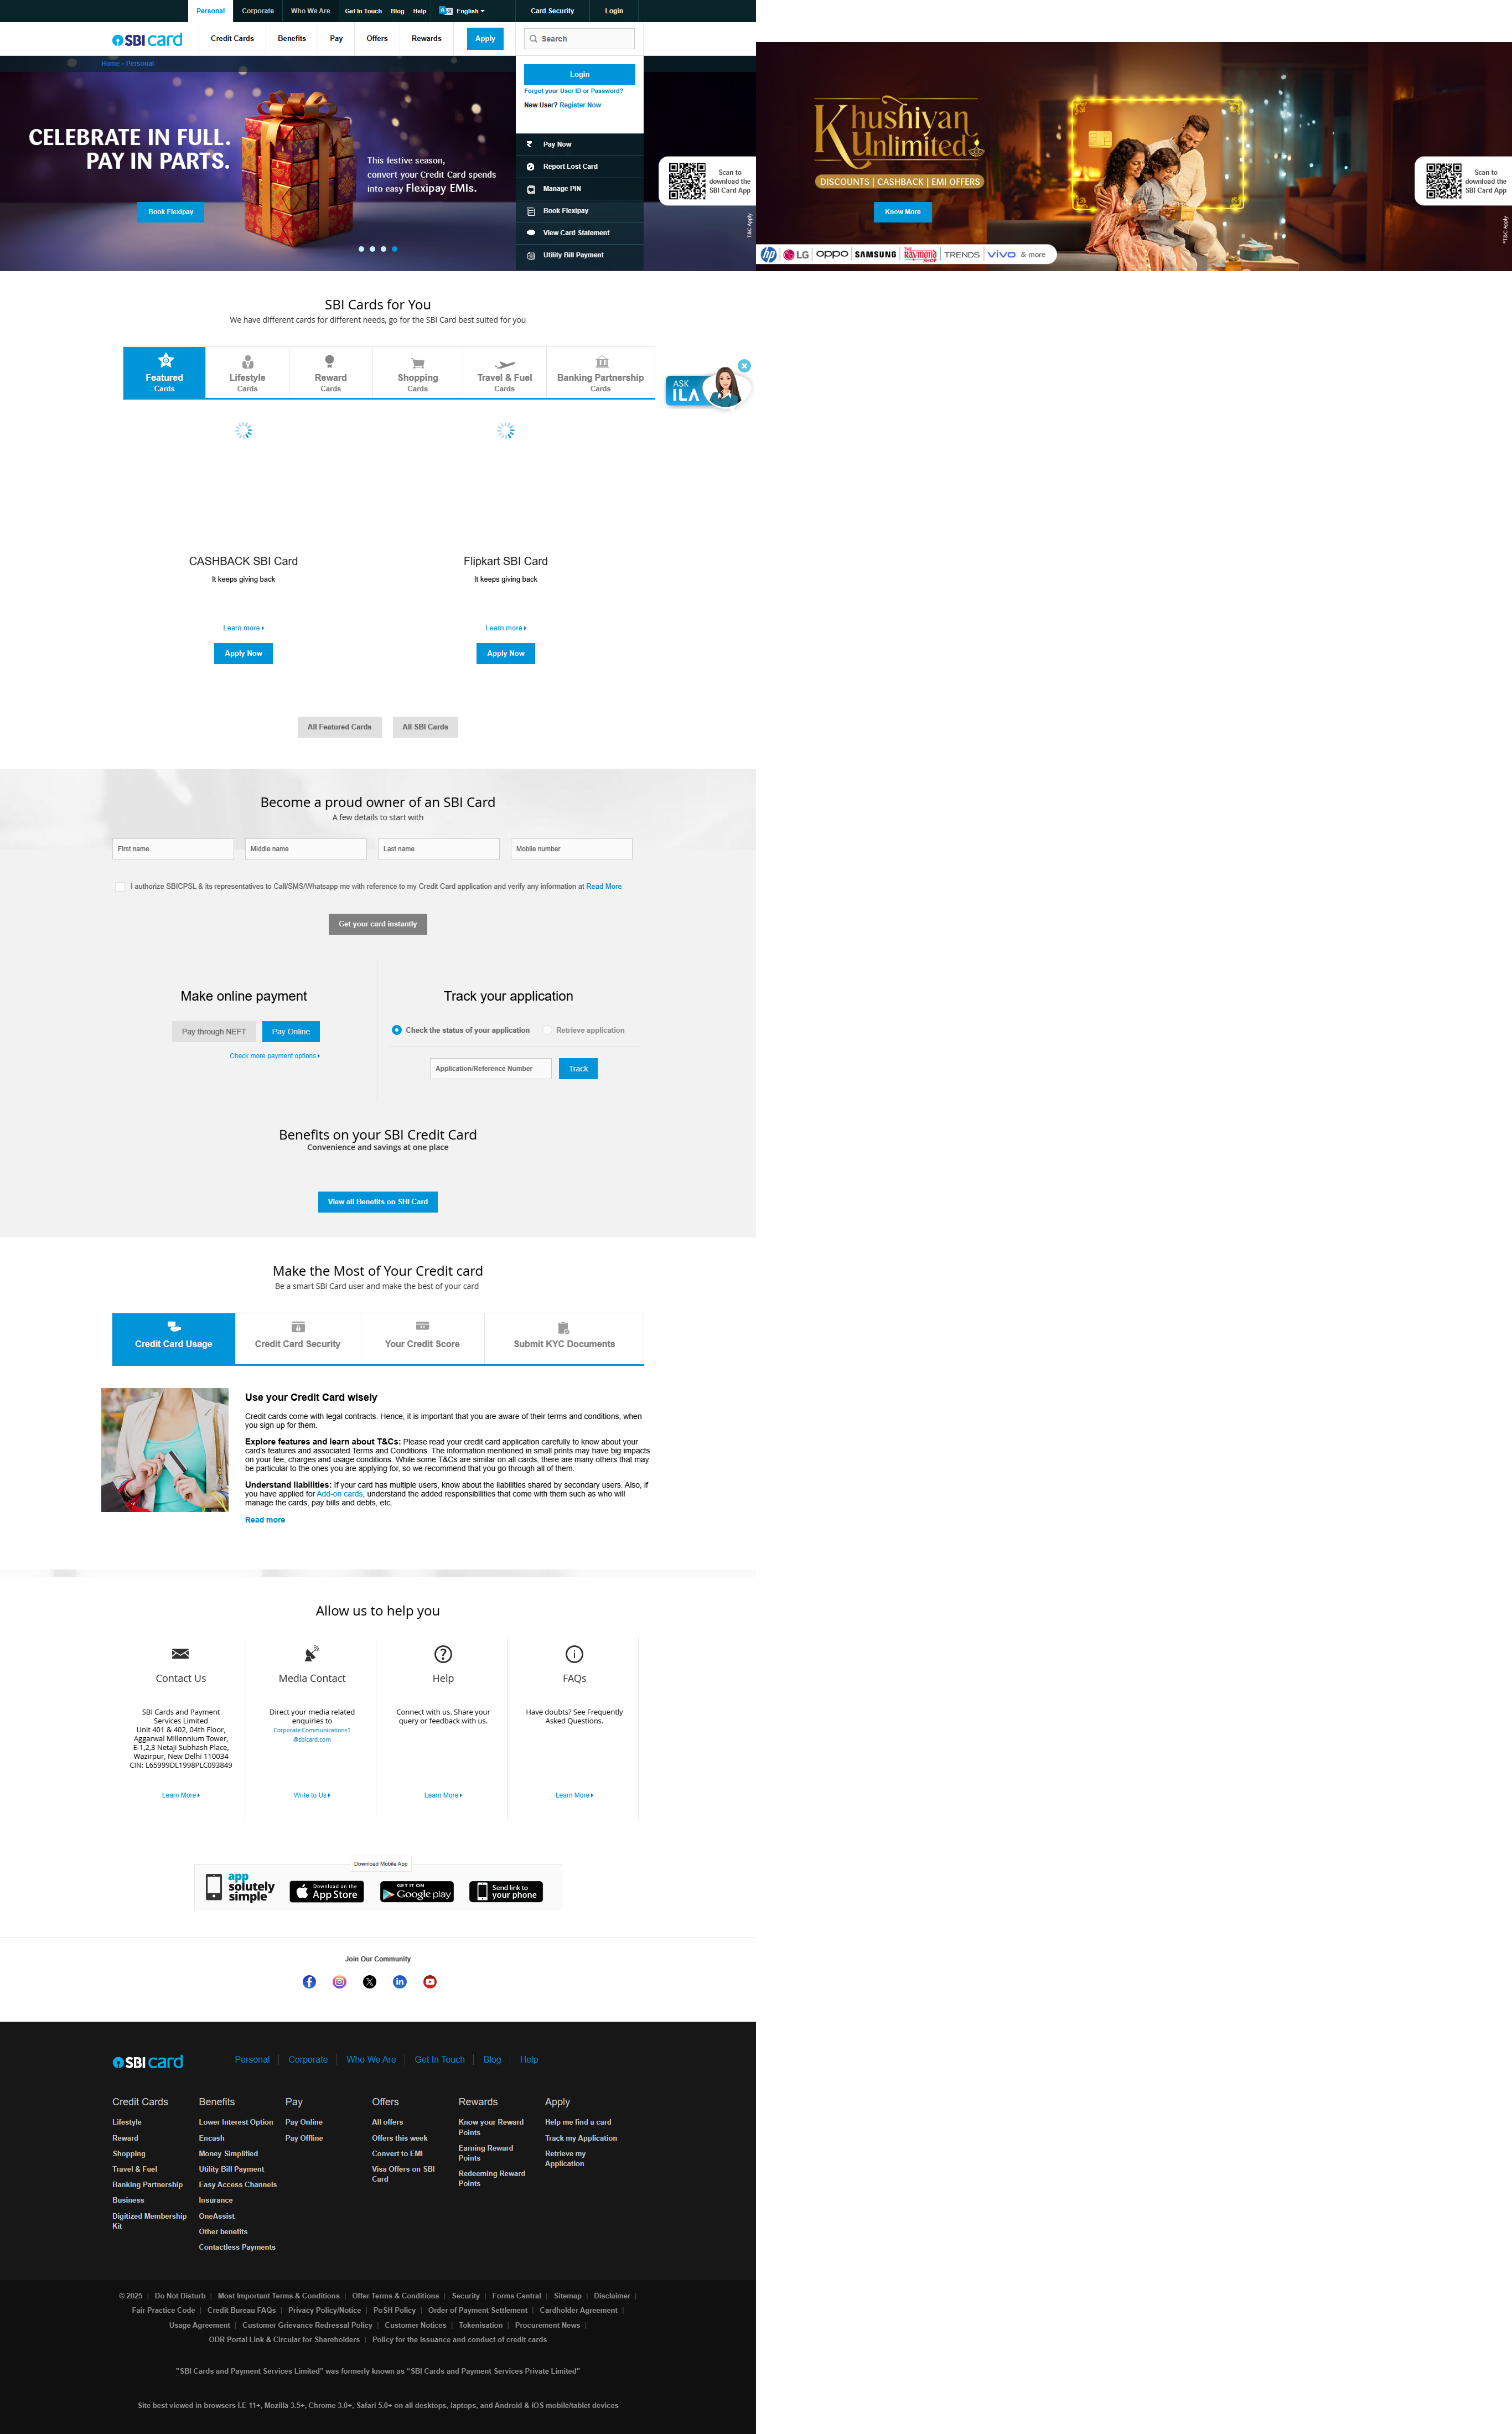 Personal
Corporate
Who We Are
Get In Touch
Blog
Help
English
Card Security
Login
SBI card
Credit Cards
Benefits
Pay
Offers
Rewards
Apply
Search
Home
Personal
Login
Forgot your User ID or Password?
New User? Register Now
CELEBRATE IN FULL.
PAY IN PARTS.
This festive season,
convert your Credit Card spends
into easy Flexipay EMIs.
Book Flexipay
Pay Now
Report Lost Card
Manage PIN
Book Flexipay
View Card Statement
Utility Bill Payment
Scan to
download the
SBI Card App
T&C Apply
Khushiyan
Unlimited
DISCOUNTS | CASHBACK | EMI OFFERS
Know More
hp
LG
oppo
SAMSUNG
THE
Raymond
SHOP
TRENDS
vivo
& more
Scan to
download the
SBI Card App
*T&C Apply
SBI Cards for You
We have different cards for different needs, go for the SBI Card best suited for you
Featured
Cards
Lifestyle
Cards
Reward
Cards
Shopping
Cards
Travel & Fuel
Cards
Banking Partnership
Cards
ASK
ILA
CASHBACK SBI Card
It keeps giving back
Learn more
Apply Now
Flipkart SBI Card
It keeps giving back
Learn more
Apply Now
All Featured Cards
All SBI Cards
Become a proud owner of an SBI Card
A few details to start with
First name
Middle name
Last name
Mobile number
I authorize SBICPSL & its representatives to Call/SMS/Whatsapp me with reference to my Credit Card application and verify any information at Read More
Get your card instantly
Make online payment
Pay through NEFT
Pay Online
Check more payment options
Track your application
Check the status of your application
Retrieve application
Application/Reference Number
Track
Benefits on your SBI Credit Card
Convenience and savings at one place
View all Benefits on SBI Card
Make the Most of Your Credit card
Be a smart SBI Card user and make the best of your card
Credit Card Usage
Credit Card Security
Your Credit Score
Submit KYC Documents
Use your Credit Card wisely
Credit cards come with legal contracts. Hence, it is important that you are aware of their terms and conditions, when
you sign up for them.
Explore features and learn about T&Cs: Please read your credit card application carefully to know about your
card's features and associated Terms and Conditions. The information mentioned in small prints may have big impacts
on your fee, charges and usage conditions. While some T&Cs are similar on all cards, there are many others that may
be particular to the ones you are applying for, so we recommend that you go through all of them.
Understand liabilities: If your card has multiple users, know about the liabilities shared by secondary users. Also, if
you have applied for Add-on cards, understand the added responsibilities that come with them such as who will
manage the cards, pay bills and debts, etc.
Read more
Allow us to help you
Contact Us
SBI Cards and Payment
Services Limited
Unit 401 & 402, 04th Floor,
Aggarwal Millennium Tower,
E-1,2,3 Netaji Subhash Place,
Wazirpur, New Delhi 110034
CIN: L65999DL1998PLC093849
Learn More
Media Contact
Direct your media related
enquiries to
Corporate.Communications1
@sbicard.com
Write to Us
Help
Connect with us. Share your
query or feedback with us.
Learn More
FAQs
Have doubts? See Frequently
Asked Questions.
Learn More
Download Mobile App
app
solutely
simple
Download on the
App Store
GET IT ON
Google play
Send link to
your phone
Join Our Community
SBI card
Personal
Corporate
Who We Are
Get In Touch
Blog
Help
Credit Cards
Lifestyle
Reward
Shopping
Travel & Fuel
Banking Partnership
Business
Digitized Membership
Kit
Benefits
Lower Interest Option
Encash
Money Simplified
Utility Bill Payment
Easy Access Channels
Insurance
OneAssist
Other benefits
Contactless Payments
Pay
Pay Online
Pay Offline
Offers
All offers
Offers this week
Convert to EMI
Visa Offers on SBI
Card
Rewards
Know your Reward
Points
Earning Reward
Points
Redeeming Reward
Points
Apply
Help me find a card
Track my Application
Retrieve my
Application
© 2025 | Do Not Disturb | Most Important Terms & Conditions | Offer Terms & Conditions | Security | Forms Central | Sitemap | Disclaimer |
Fair Practice Code | Credit Bureau FAQs | Privacy Policy/Notice | PoSH Policy | Order of Payment Settlement | Cardholder Agreement |
Usage Agreement | Customer Grievance Redressal Policy | Customer Notices | Tokenisation | Procurement News |
ODR Portal Link & Circular for Shareholders | Policy for the issuance and conduct of credit cards
"SBI Cards and Payment Services Limited" was formerly known as "SBI Cards and Payment Services Private Limited"
Site best viewed in browsers I.E 11+, Mozilla 3.5+, Chrome 3.0+, Safari 5.0+ on all desktops, laptops, and Android & iOS mobile/tablet devices